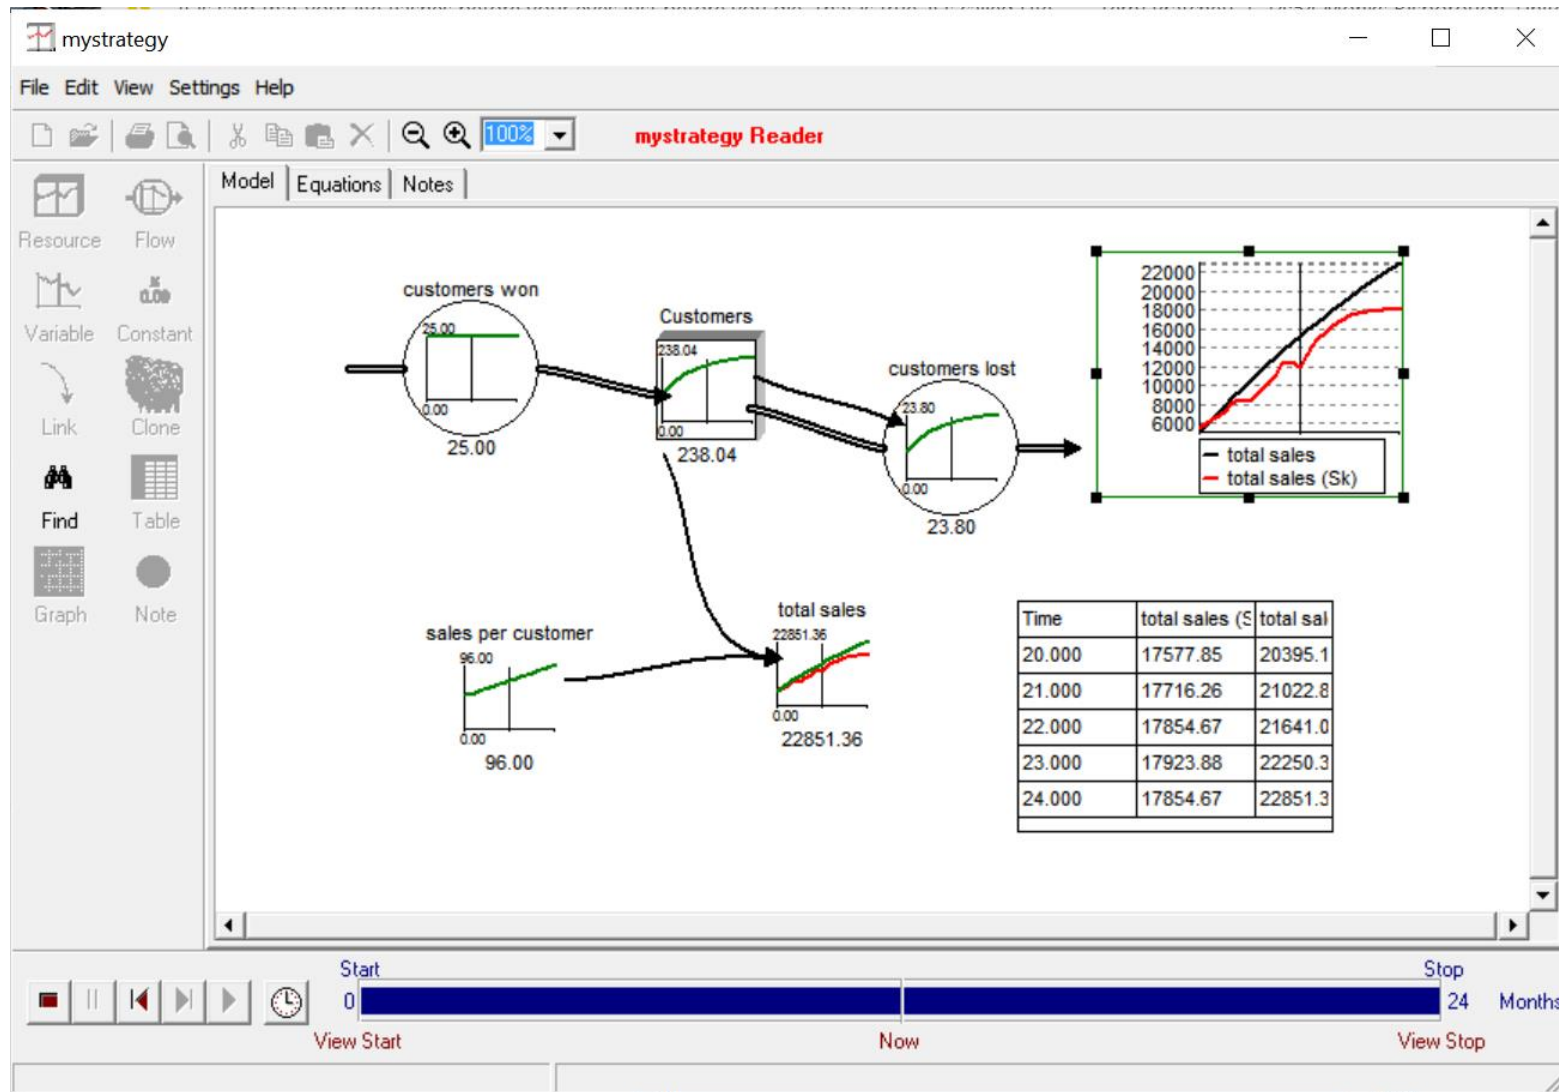 mystrategy
File Edit View Settings Help
100%
mystrategy Reader
Model Equations Notes
Resource Flow
Variable Constant
Link Clone
Find Table
Graph Note
customers won
25.00
0.00
25.00
Customers
238.04
0.00
238.04
customers lost
23.80
0.00
23.80
22000
20000
18000
16000
14000
12000
10000
8000
6000
total sales
total sales (Sk)
sales per customer
96.00
0.00
96.00
total sales
22851.36
0.00
22851.36
Time total sales (S total sal
20.000 17577.85 20395.1
21.000 17716.26 21022.8
22.000 17854.67 21641.0
23.000 17923.88 22250.3
24.000 17854.67 22851.3
Start Stop
0 24 Months
View Start Now View Stop